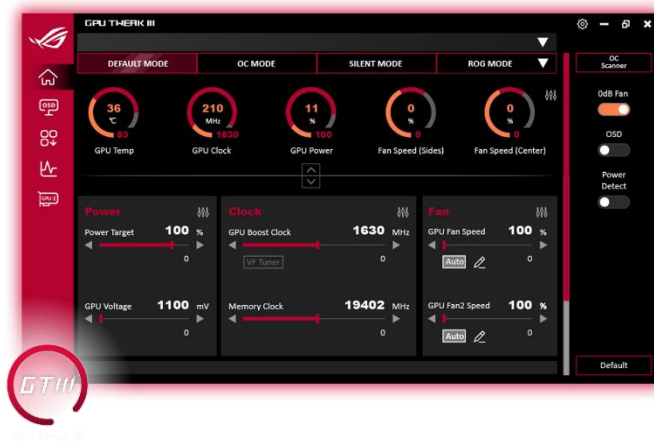 GPU TWEAK III
DEFAULT MODE
OC MODE
SILENT MODE
ROG MODE
OC
Scanner
OSD
GPU-Z
36
°C
83
GPU Temp
210
MHz
1630
GPU Clock
11
%
100
GPU Power
0
%
0
Fan Speed (Sides)
0
%
0
Fan Speed (Center)
0dB Fan
OSD
Power
Detect
Power
Power Target 100 %
0
GPU Voltage 1100 mV
0
Clock
GPU Boost Clock 1630 MHz
VF Tuner
0
Memory Clock 19402 MHz
0
Fan
GPU Fan Speed 100 %
Auto
0
GPU Fan2 Speed 100 %
Auto
0
Default
GTIII